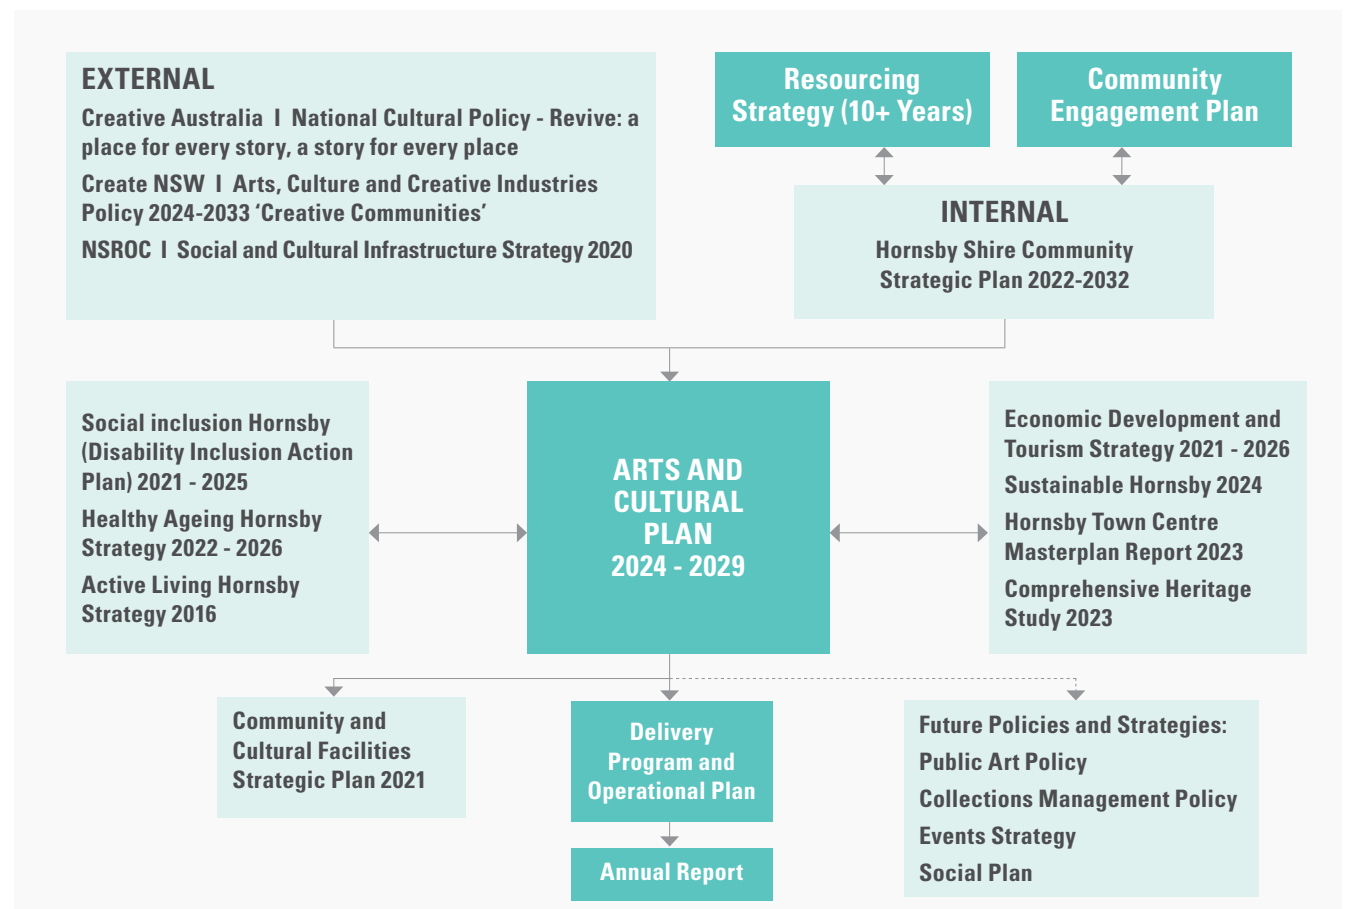 EXTERNAL
Creative Australia I National Cultural Policy - Revive: a
place for every story, a story for every place
Create NSW I Arts, Culture and Creative Industries
Policy 2024-2033 ‘Creative Communities’
NSROC I Social and Cultural Infrastructure Strategy 2020
Resourcing
Strategy (10+ Years)
Community
Engagement Plan
INTERNAL
Hornsby Shire Community
Strategic Plan 2022-2032
Social inclusion Hornsby
(Disability Inclusion Action
Plan) 2021 - 2025
Healthy Ageing Hornsby
Strategy 2022 - 2026
Active Living Hornsby
Strategy 2016
ARTS AND
CULTURAL
PLAN
2024 - 2029
Economic Development and
Tourism Strategy 2021 - 2026
Sustainable Hornsby 2024
Hornsby Town Centre
Masterplan Report 2023
Comprehensive Heritage
Study 2023
Community and
Cultural Facilities
Strategic Plan 2021
Delivery
Program and
Operational Plan
Annual Report
Future Policies and Strategies:
Public Art Policy
Collections Management Policy
Events Strategy
Social Plan